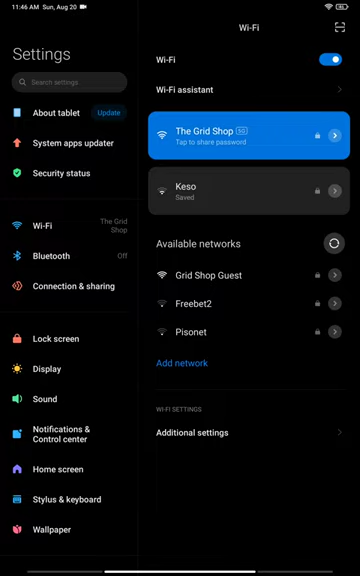 11:46 AM Sun, Aug 20
Settings
Search settings
About tablet
Update
System apps updater
Security status
Wi-Fi
The Grid
Shop
Bluetooth
Off
Connection & sharing
Lock screen
Display
Sound
Notifications &
Control center
Home screen
Stylus & keyboard
Wallpaper
Wi-Fi
Wi-Fi
Wi-Fi assistant
The Grid Shop 5G
Tap to share password
Keso
Saved
Available networks
Grid Shop Guest
Freebet2
Pisonet
Add network
WI-FI SETTINGS
Additional settings